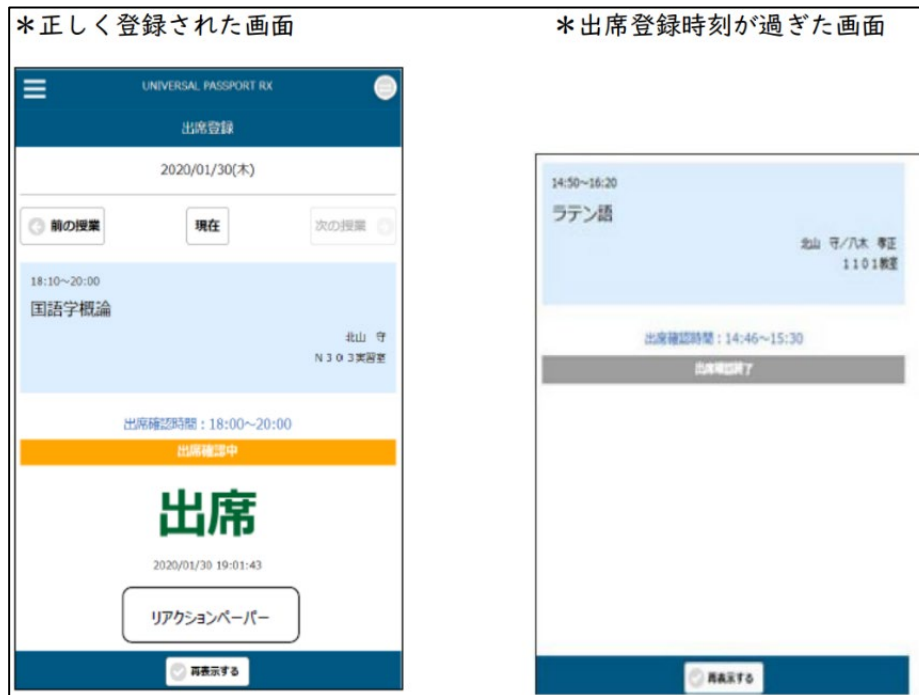 ＊正しく登録された画面
UNIVERSAL PASSPORT RX
出席登録
2020/01/30(木)
前の授業
現在
次の授業
18:10～20:00
国語学概論
北山　守
N303実習室
出席確認時間：18:00～20:00
出席確認中
出席
2020/01/30 19:01:43
リアクションペーパー
再表示する
＊出席登録時刻が過ぎた画面
14:50～16:20
ラテン語
北山　守/八木　孝正
1101教室
出席確認時間：14:46～15:30
出席確認終了
再表示する